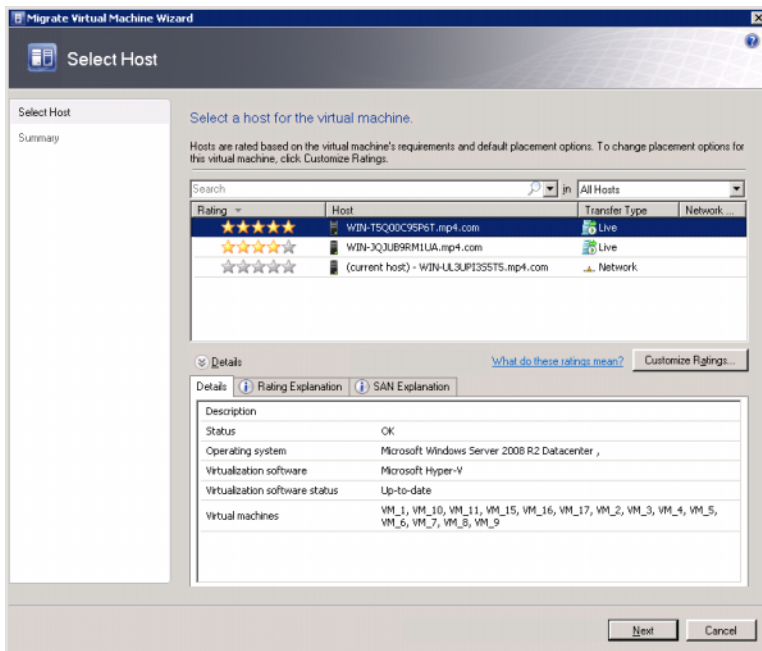 Migrate Virtual Machine Wizard
Select Host
Select Host
Summary
Select a host for the virtual machine.
Hosts are rated based on the virtual machine's requirements and default placement options. To change placement options for
this virtual machine, click Customize Ratings.
Search in All Hosts
Rating Host Transfer Type Network ...
WIN-T5Q00C95P6T.mp4.com Live
WIN-JQJUB9RM1UA.mp4.com Live
(current host) - WIN-UL3UPI3S5T5.mp4.com Network
Details What do these ratings mean? Customize Ratings...
Details Rating Explanation SAN Explanation
Description
Status OK
Operating system Microsoft Windows Server 2008 R2 Datacenter ,
Virtualization software Microsoft Hyper-V
Virtualization software status Up-to-date
Virtual machines VM_1, VM_10, VM_11, VM_15, VM_16, VM_17, VM_2, VM_3, VM_4, VM_5,
VM_6, VM_7, VM_8, VM_9
Next Cancel